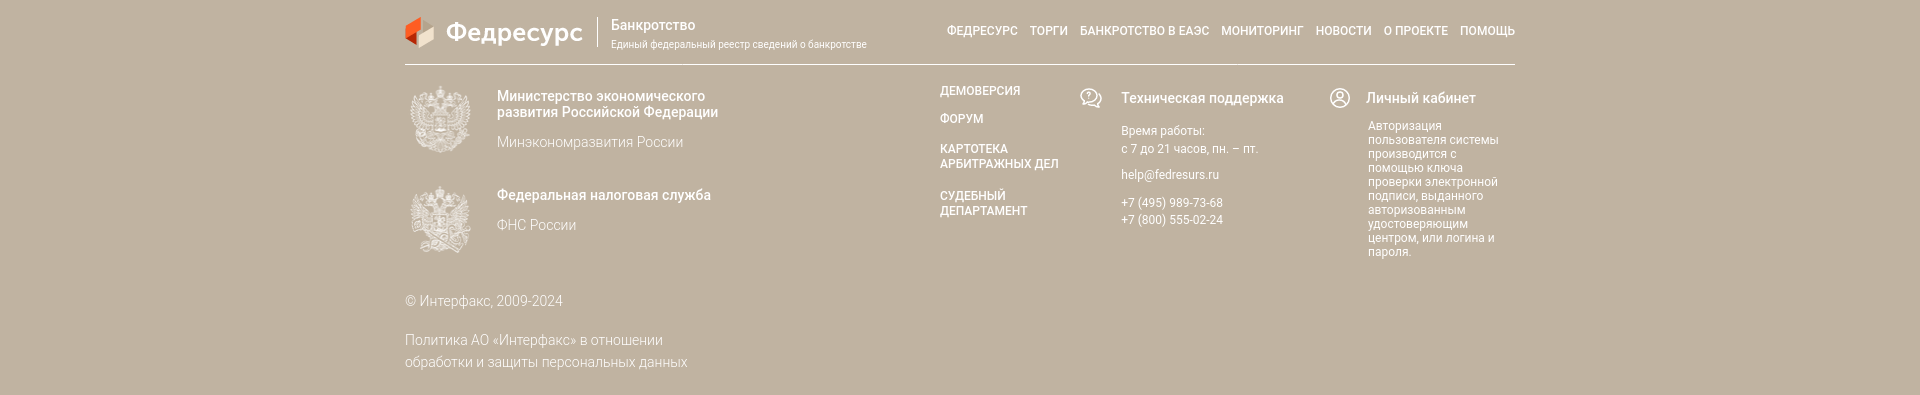 Федресурс
Банкротство
Единый федеральный реестр сведений о банкротстве
ФЕДРЕСУРС ТОРГИ БАНКРОТСТВО В ЕАЭС МОНИТОРИНГ НОВОСТИ О ПРОЕКТЕ ПОМОЩЬ
Министерство экономического
развития Российской Федерации
Минэкономразвития России
Федеральная налоговая служба
ФНС России
ДЕМОВЕРСИЯ
ФОРУМ
КАРТОТЕКА
АРБИТРАЖНЫХ ДЕЛ
СУДЕБНЫЙ
ДЕПАРТАМЕНТ
Техническая поддержка
Время работы:
с 7 до 21 часов, пн. – пт.
help@fedresurs.ru
+7 (495) 989-73-68
+7 (800) 555-02-24
Личный кабинет
Авторизация
пользователя системы
производится с
помощью ключа
проверки электронной
подписи, выданного
авторизованным
удостоверяющим
центром, или логина и
пароля.
© Интерфакс, 2009-2024
Политика АО «Интерфакс» в отношении
обработки и защиты персональных данных